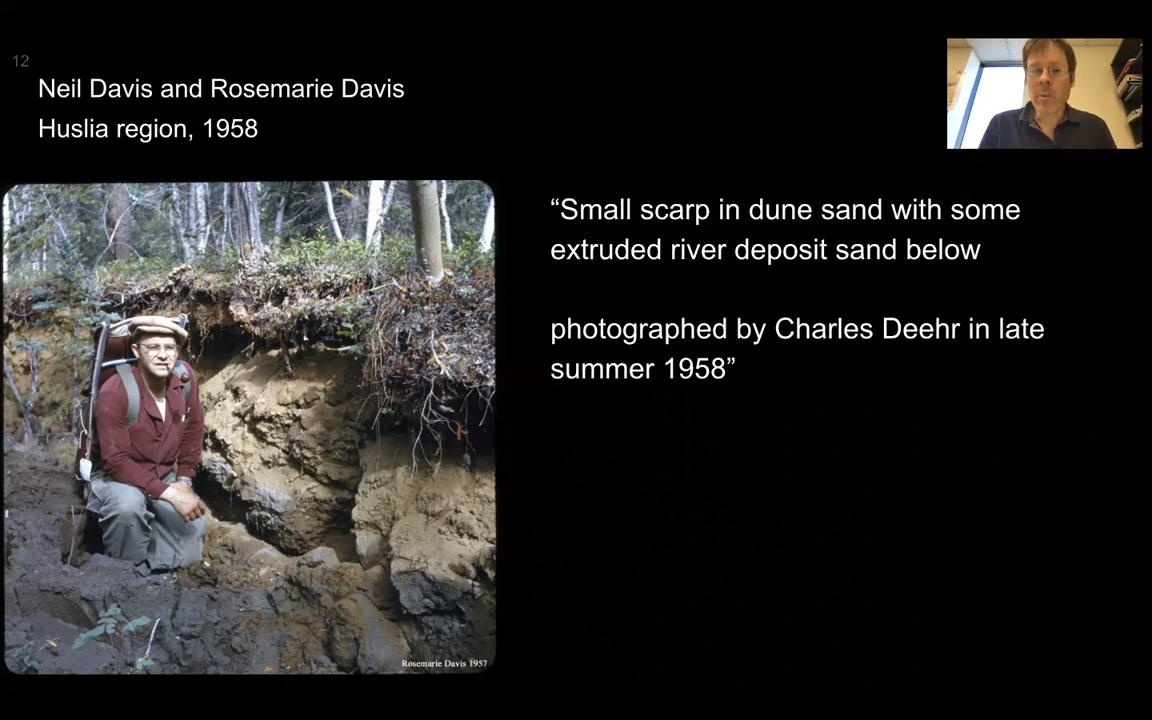 12
Neil Davis and Rosemarie Davis
Huslia region, 1958
“Small scarp in dune sand with some
extruded river deposit sand below
photographed by Charles Deehr in late
summer 1958”
Rosemarie Davis 1957